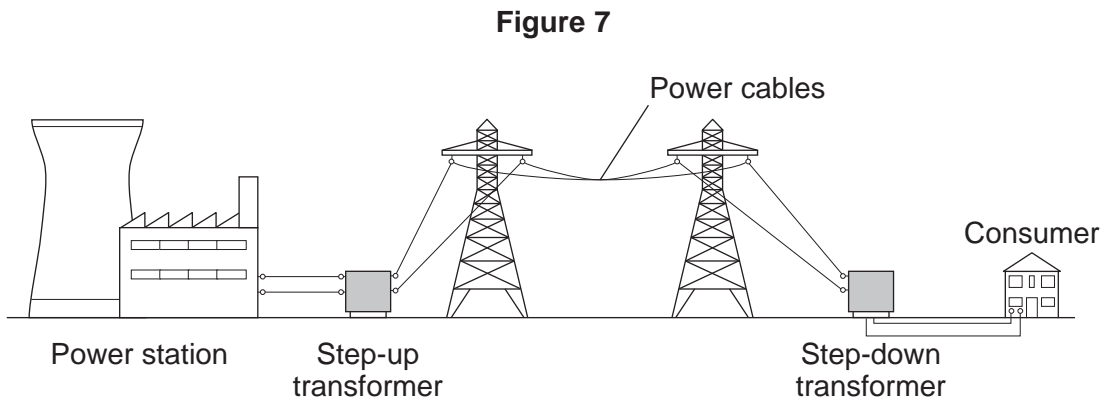 Figure 7
Power cables
Consumer
Power station
Step-up
transformer
Step-down
transformer